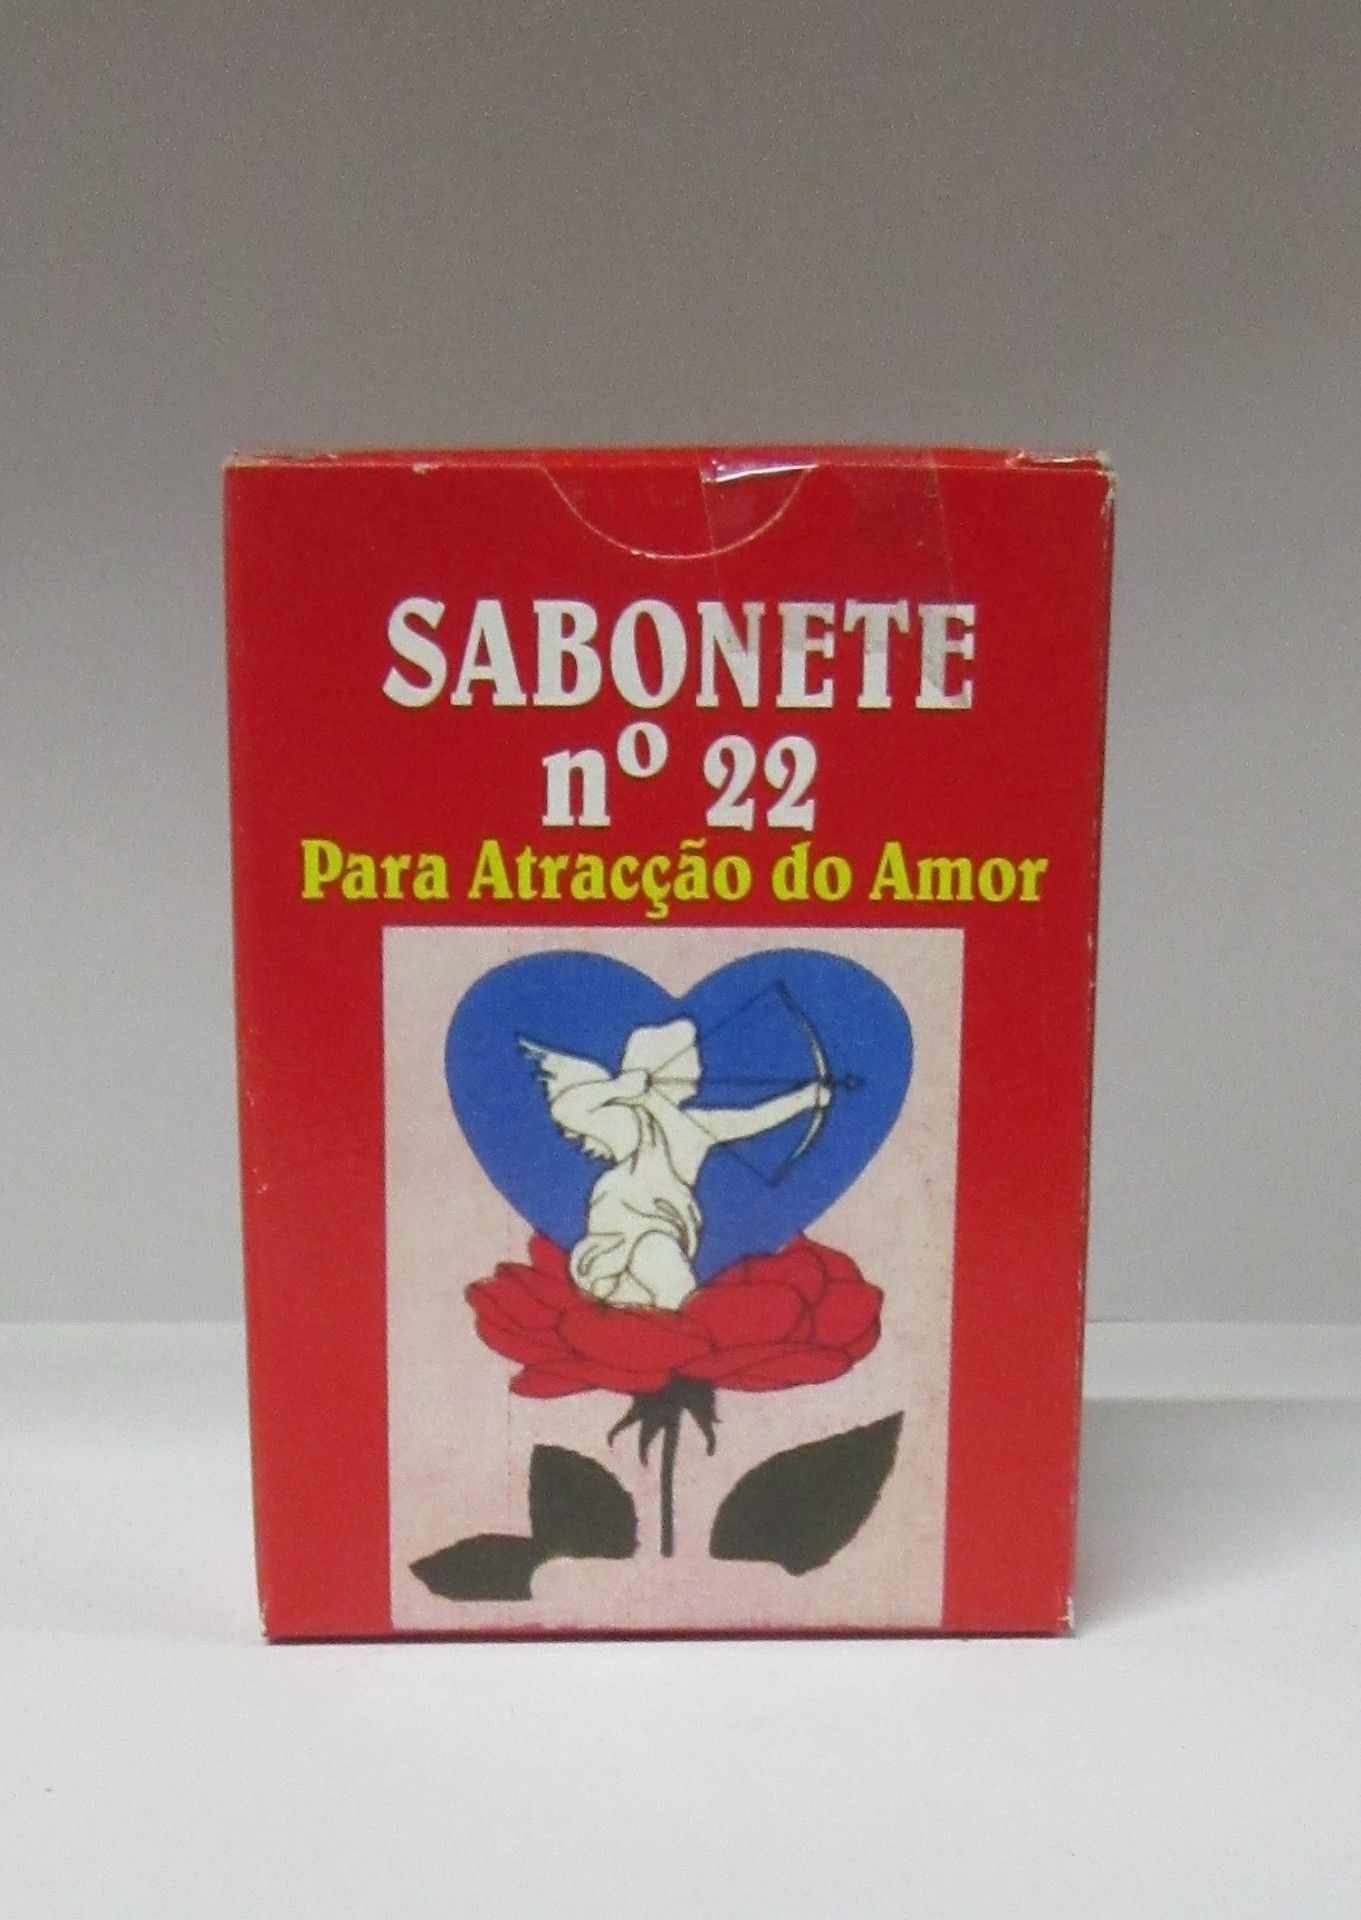 SABONETE
nº 22
Para Atracção do Amor